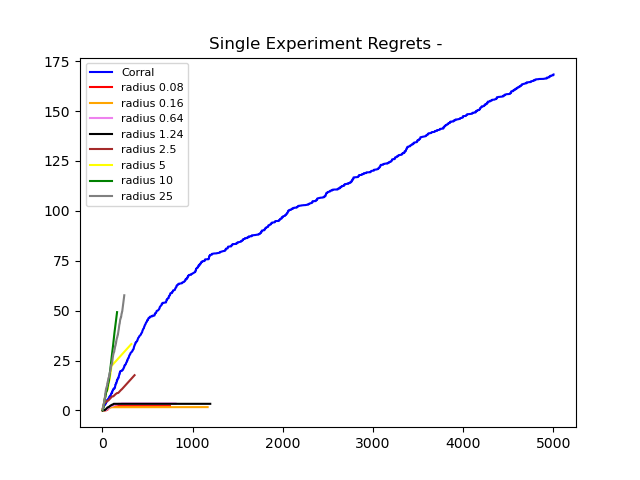 Single Experiment Regrets -
175
150
125
100
75
50
25
0
Corral
radius 0.08
radius 0.16
radius 0.64
radius 1.24
radius 2.5
radius 5
radius 10
radius 25
0 1000 2000 3000 4000 5000